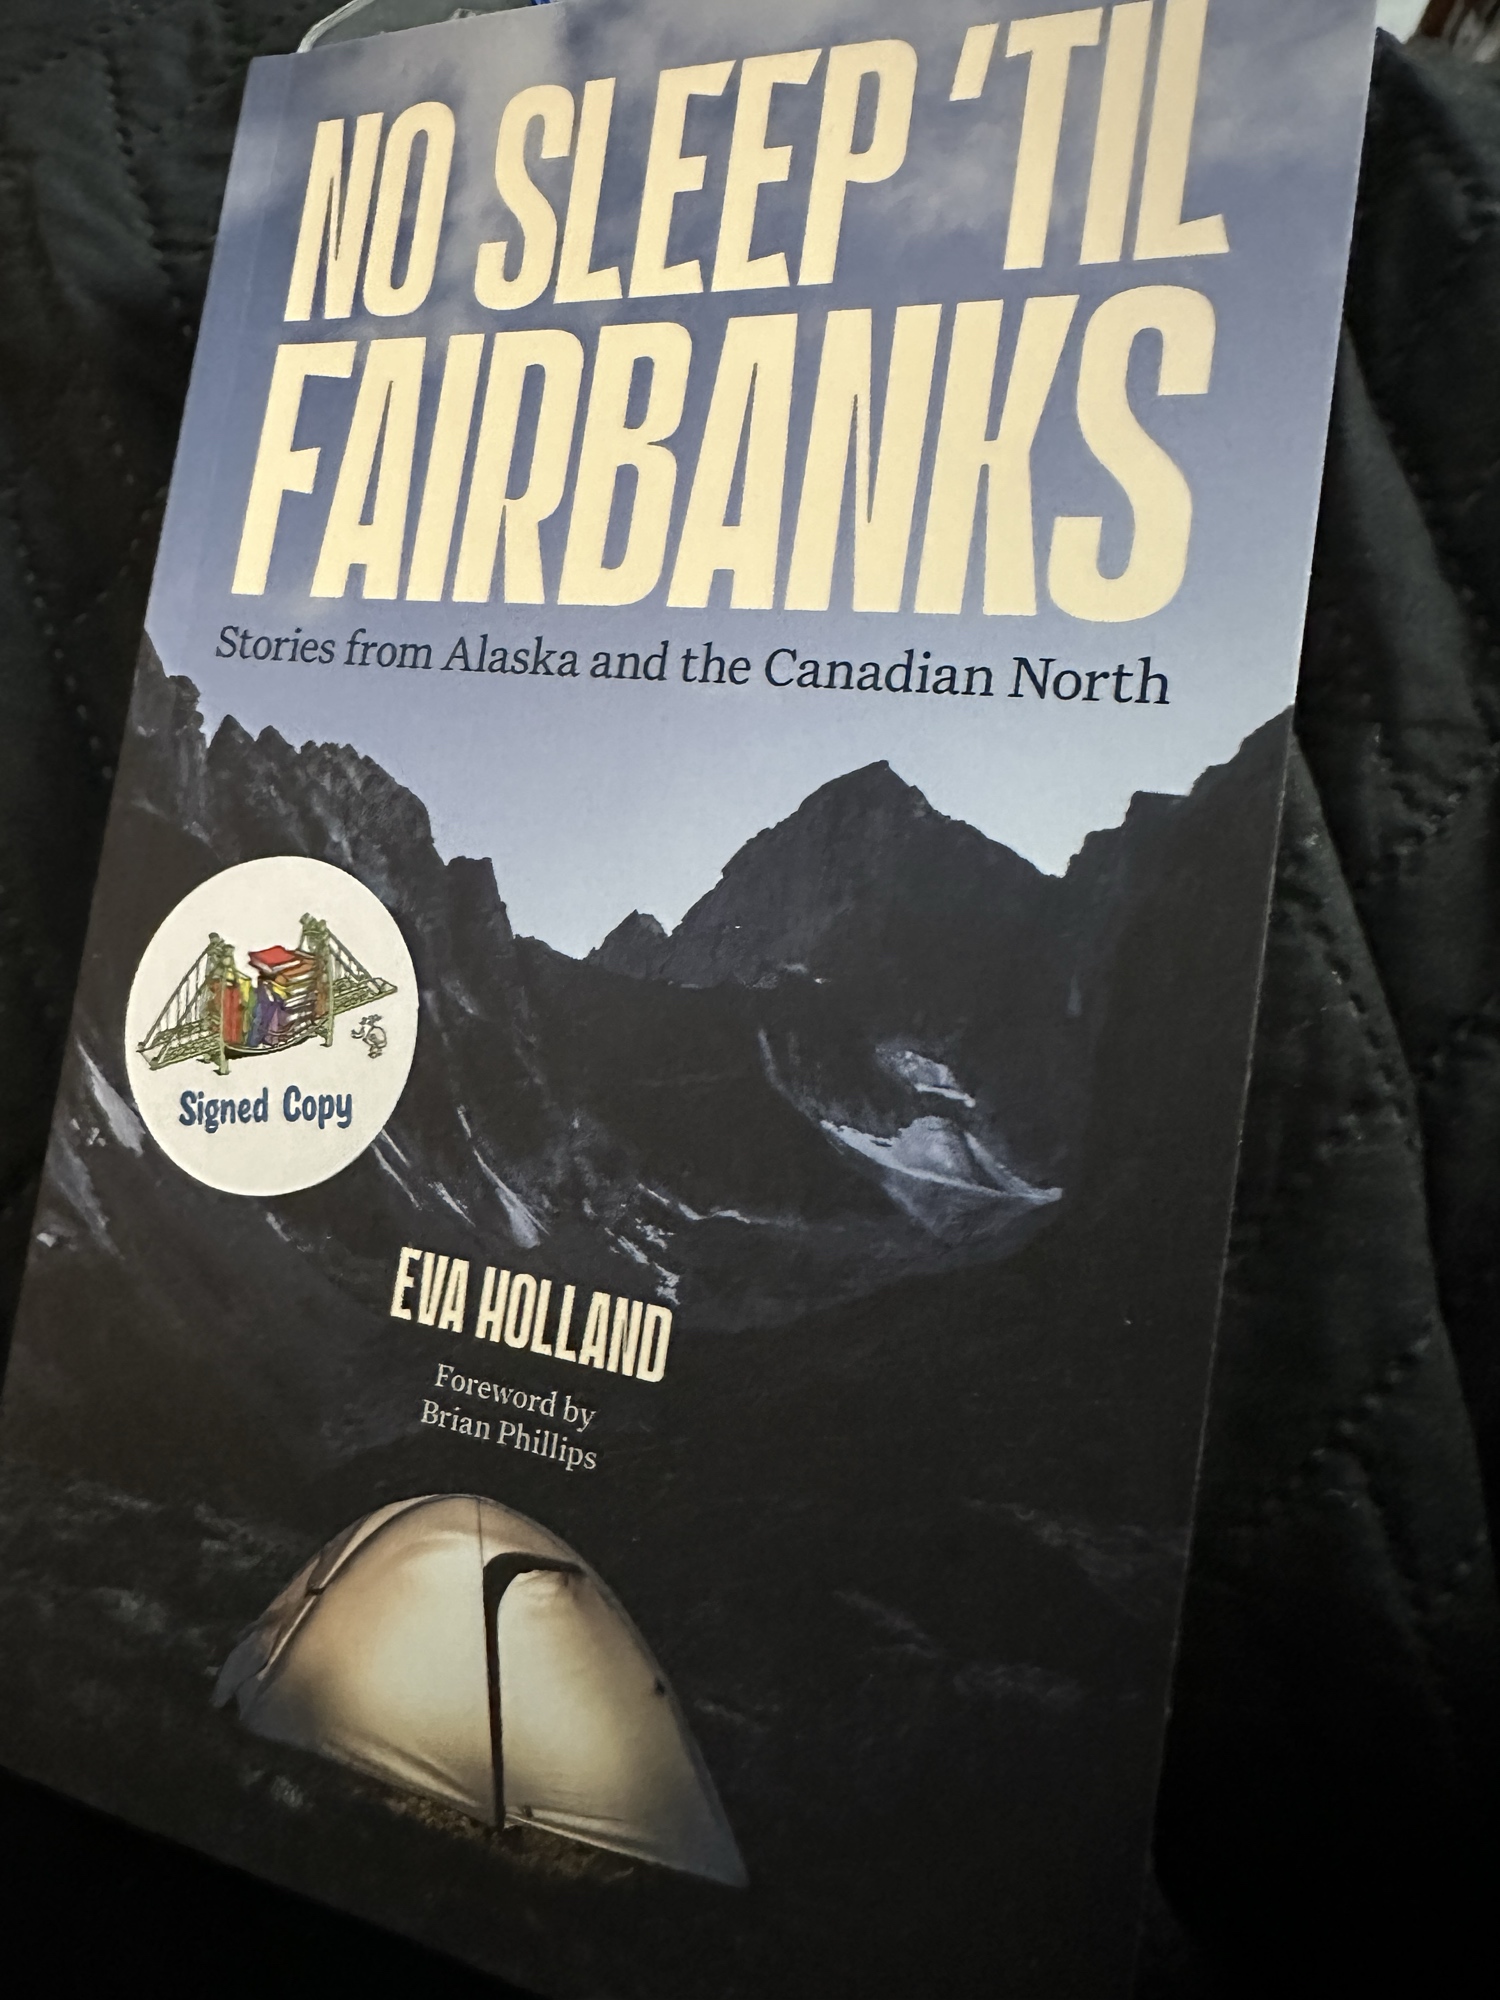 NO SLEEP 'TIL
FAIRBANKS
Stories from Alaska and the Canadian North
Signed Copy
EVA HOLLAND
Foreword by
Brian Phillips